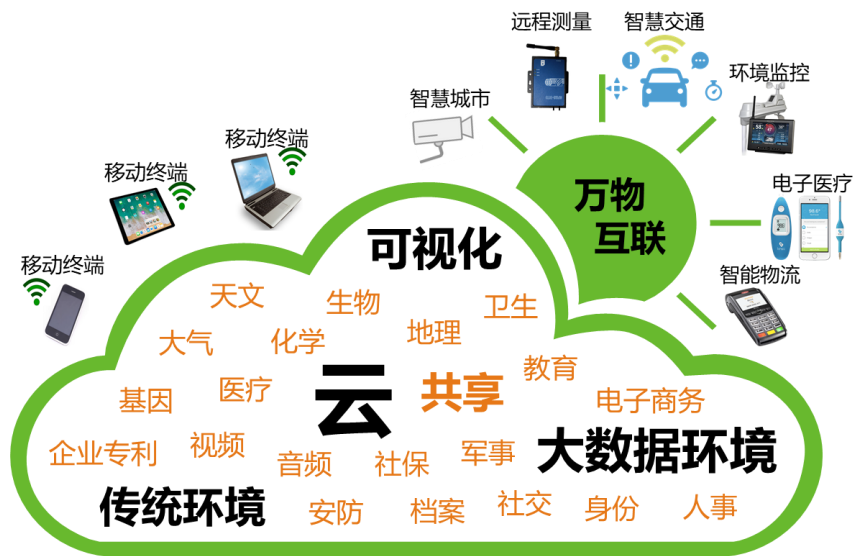 远程测量
智慧交通
环境监控
智慧城市
移动终端
移动终端
电子医疗
万物
互联
可视化
移动终端
智能物流
天文
生物
卫生
大气
化学
地理
教育
基因
医疗
云
共享
电子商务
企业专利
视频
音频
社保
军事
大数据环境
传统环境
安防
档案
社交
身份
人事